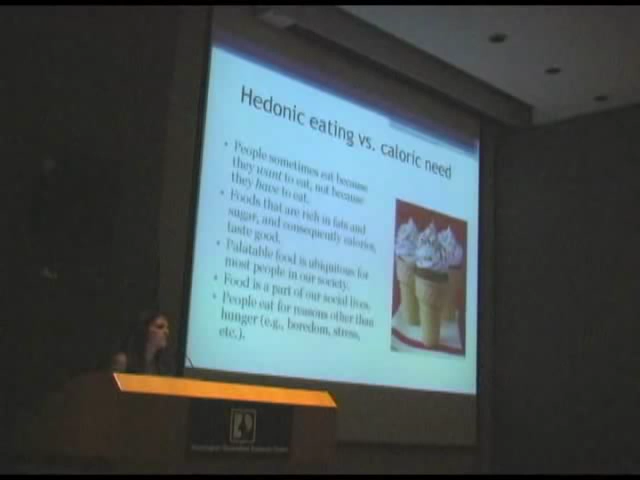 Hedonic eating vs. caloric need
• People sometimes eat because
they want to eat, not because
they have to eat.
• Foods that are rich in fats and
sugar, and consequently calories,
taste good.
• Palatable food is ubiquitous for
most people in our society.
• Food is a part of our social lives.
• People eat for reasons other than
hunger (e.g., boredom, stress,
etc.).